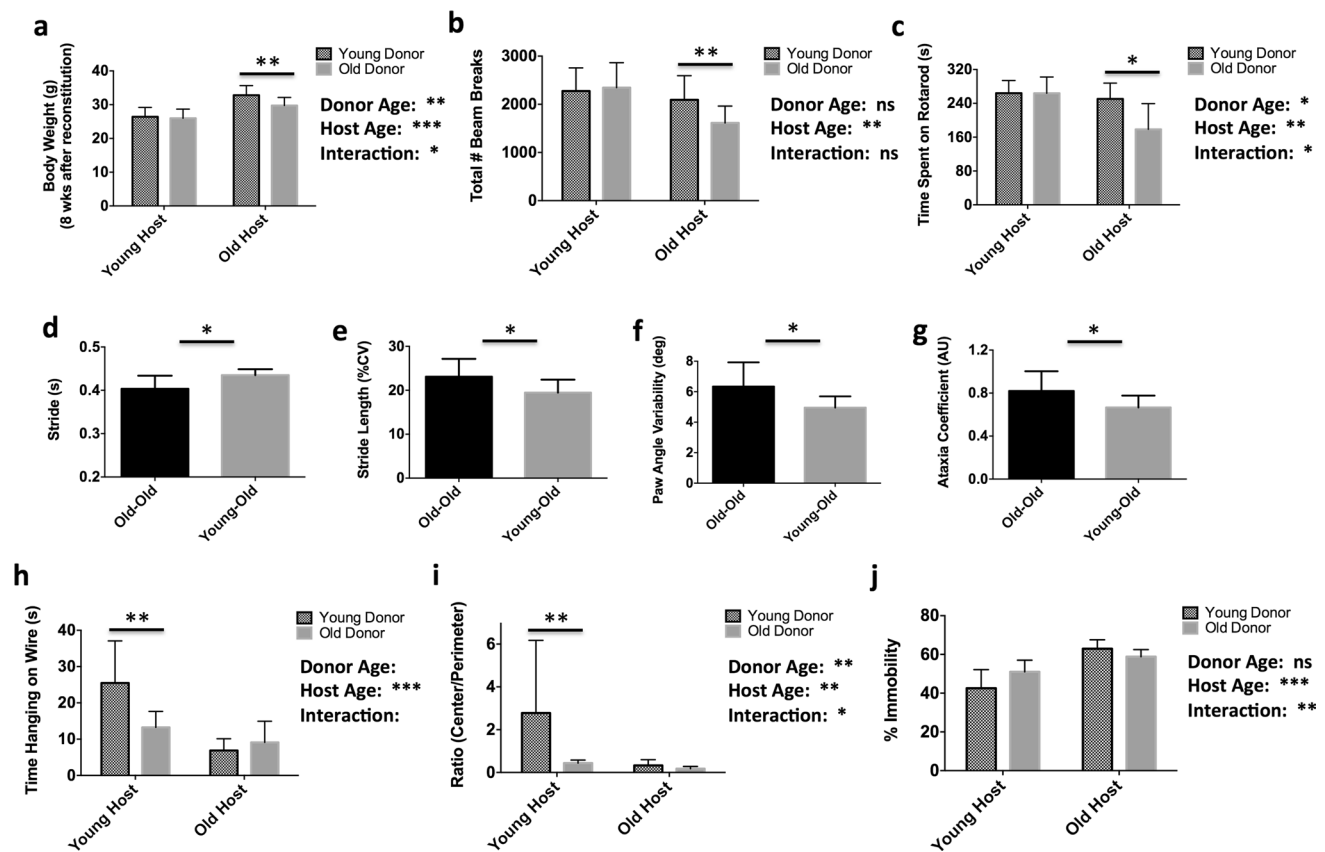 a
Body Weight (g)
(8 wks after reconstitution)
40
30
20
10
0
**
Young Host
Old Host
Young Donor
Old Donor
Donor Age: **
Host Age: ***
Interaction: *
b
Total # Beam Breaks
3000
2000
1000
0
**
Young Host
Old Host
Young Donor
Old Donor
Donor Age: ns
Host Age: **
Interaction: ns
c
Time Spent on Rotarod (s)
320
240
160
80
0
*
Young Host
Old Host
Young Donor
Old Donor
Donor Age: *
Host Age: **
Interaction: *
d
Stride (s)
0.5
0.4
0.3
0.2
*
Old-Old
Young-Old
e
Stride Length (%CV)
30
20
10
0
*
Old-Old
Young-Old
f
Paw Angle Variability (deg)
8
6
4
2
0
*
Old-Old
Young-Old
g
Ataxia Coefficient (AU)
1.2
0.8
0.4
0.0
*
Old-Old
Young-Old
h
Time Hanging on Wire (s)
40
30
20
10
0
**
Young Host
Old Host
Young Donor
Old Donor
Donor Age:
Host Age: ***
Interaction:
i
Ratio (Center/Perimeter)
6
4
2
0
**
Young Host
Old Host
Young Donor
Old Donor
Donor Age: **
Host Age: **
Interaction: *
j
% Immobility
80
60
40
20
0
Young Host
Old Host
Young Donor
Old Donor
Donor Age: ns
Host Age: ***
Interaction: **